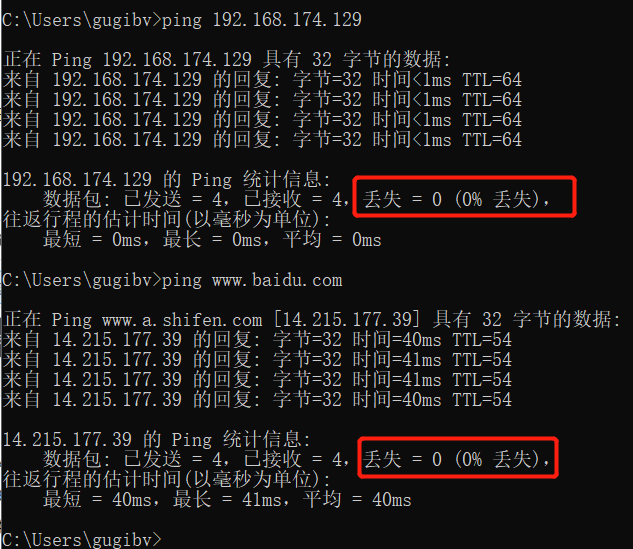 C:\Users\gugibv>ping 192.168.174.129
正在 Ping 192.168.174.129 具有 32 字节的数据:
来自 192.168.174.129 的回复: 字节=32 时间<1ms TTL=64
来自 192.168.174.129 的回复: 字节=32 时间<1ms TTL=64
来自 192.168.174.129 的回复: 字节=32 时间<1ms TTL=64
来自 192.168.174.129 的回复: 字节=32 时间<1ms TTL=64
192.168.174.129 的 Ping 统计信息:
数据包: 已发送 = 4，已接收 = 4，丢失 = 0 (0% 丢失)，
往返行程的估计时间(以毫秒为单位):
最短 = 0ms，最长 = 0ms，平均 = 0ms
C:\Users\gugibv>ping www.baidu.com
正在 Ping www.a.shifen.com [14.215.177.39] 具有 32 字节的数据:
来自 14.215.177.39 的回复: 字节=32 时间=40ms TTL=54
来自 14.215.177.39 的回复: 字节=32 时间=41ms TTL=54
来自 14.215.177.39 的回复: 字节=32 时间=41ms TTL=54
来自 14.215.177.39 的回复: 字节=32 时间=40ms TTL=54
14.215.177.39 的 Ping 统计信息:
数据包: 已发送 = 4，已接收 = 4，丢失 = 0 (0% 丢失)，
往返行程的估计时间(以毫秒为单位):
最短 = 40ms，最长 = 41ms，平均 = 40ms
C:\Users\gugibv>